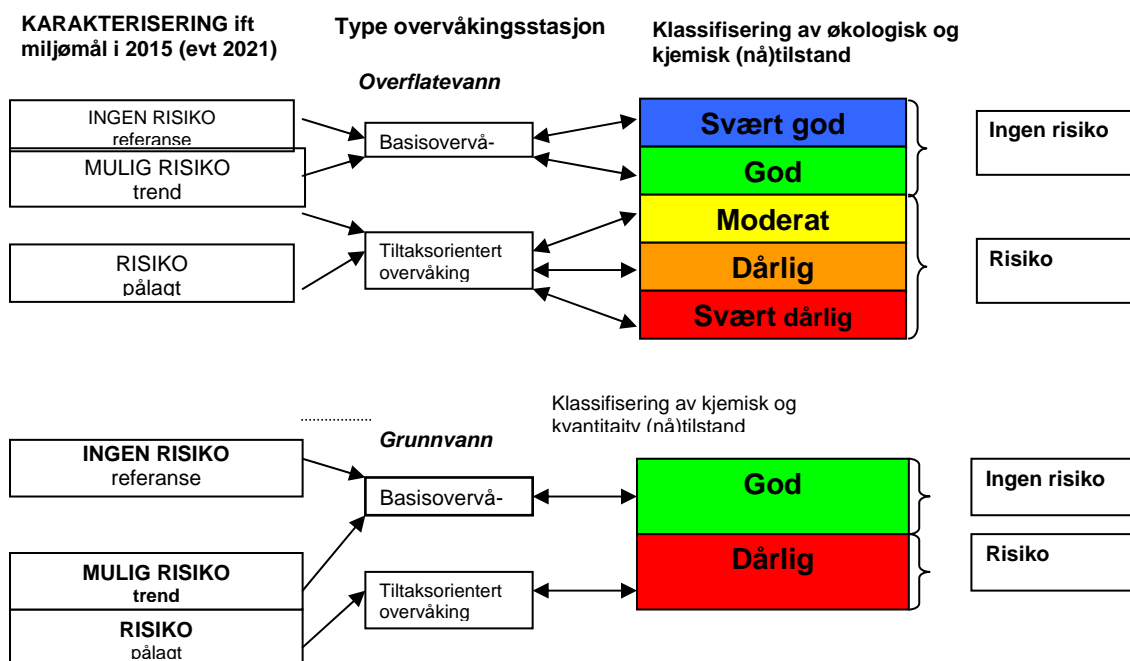 KARAKTERISERING ift
miljømål i 2015 (evt 2021)
Type overvåkingsstasjon
Klassifisering av økologisk og
kjemisk (nå)tilstand
Overflatevann
INGEN RISIKO
referanse
MULIG RISIKO
trend
RISIKO
pålagt
Basisovervå-
Tiltaksorientert
overvåking
Svært god
God
Moderat
Dårlig
Svært dårlig
Ingen risiko
Risiko
Klassifisering av kjemisk og
kvantitativ (nå)tilstand
Grunnvann
INGEN RISIKO
referanse
MULIG RISIKO
trend
RISIKO
pålagt
Basisovervå-
Tiltaksorientert
overvåking
God
Dårlig
Ingen risiko
Risiko